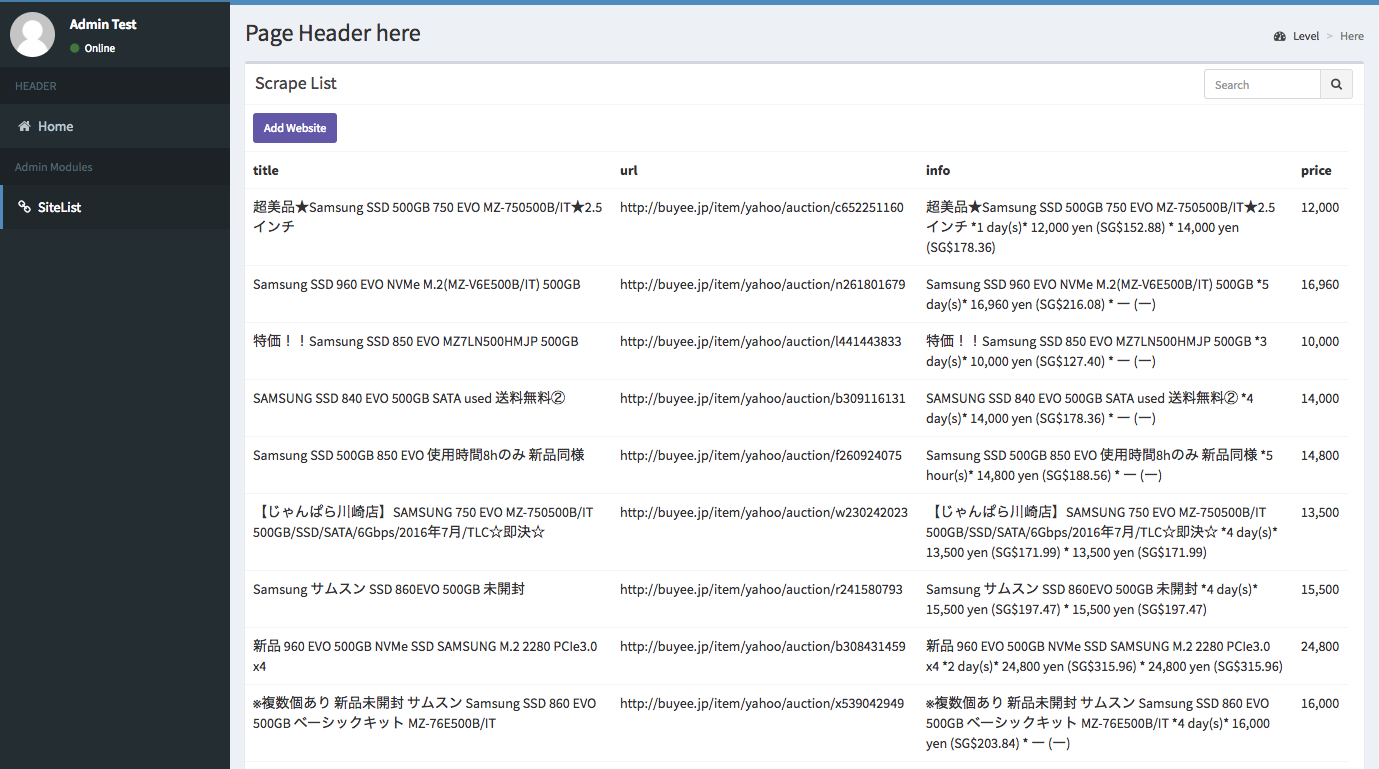 Admin Test
Online
HEADER
Home
Admin Modules
SiteList
Page Header here
Level > Here
Scrape List
Search
Add Website
title url info price
超美品★Samsung SSD 500GB 750 EVO MZ-750500B/IT★2.5
インチ
http://buyee.jp/item/yahoo/auction/c652251160
超美品★Samsung SSD 500GB 750 EVO MZ-750500B/IT★2.5
インチ *1 day(s)* 12,000 yen (SG$152.88) * 14,000 yen
(SG$178.36)
12,000
Samsung SSD 960 EVO NVMe M.2(MZ-V6E500B/IT) 500GB
http://buyee.jp/item/yahoo/auction/n261801679
Samsung SSD 960 EVO NVMe M.2(MZ-V6E500B/IT) 500GB *5
day(s)* 16,960 yen (SG$216.08) * ー (ー)
16,960
特価！！Samsung SSD 850 EVO MZ7LN500HMJP 500GB
http://buyee.jp/item/yahoo/auction/l441443833
特価！！Samsung SSD 850 EVO MZ7LN500HMJP 500GB *3
day(s)* 10,000 yen (SG$127.40) * ー (ー)
10,000
SAMSUNG SSD 840 EVO 500GB SATA used 送料無料②
http://buyee.jp/item/yahoo/auction/b309116131
SAMSUNG SSD 840 EVO 500GB SATA used 送料無料② *4
day(s)* 14,000 yen (SG$178.36) * ー (ー)
14,000
Samsung SSD 500GB 850 EVO 使用時間8hのみ 新品同様
http://buyee.jp/item/yahoo/auction/f260924075
Samsung SSD 500GB 850 EVO 使用時間8hのみ 新品同様 *5
hour(s)* 14,800 yen (SG$188.56) * ー (ー)
14,800
【じゃんぱら川崎店】SAMSUNG 750 EVO MZ-750500B/IT
500GB/SSD/SATA/6Gbps/2016年7月/TLC☆即決☆
http://buyee.jp/item/yahoo/auction/w230242023
【じゃんぱら川崎店】SAMSUNG 750 EVO MZ-750500B/IT
500GB/SSD/SATA/6Gbps/2016年7月/TLC☆即決☆ *4 day(s)*
13,500 yen (SG$171.99) * 13,500 yen (SG$171.99)
13,500
Samsung サムスン SSD 860EVO 500GB 未開封
http://buyee.jp/item/yahoo/auction/r241580793
Samsung サムスン SSD 860EVO 500GB 未開封 *4 day(s)*
15,500 yen (SG$197.47) * 15,500 yen (SG$197.47)
15,500
新品 960 EVO 500GB NVMe SSD SAMSUNG M.2 2280 PCIe3.0
x4
http://buyee.jp/item/yahoo/auction/b308431459
新品 960 EVO 500GB NVMe SSD SAMSUNG M.2 2280 PCIe3.0
x4 *2 day(s)* 24,800 yen (SG$315.96) * 24,800 yen (SG$315.96)
24,800
※複数個あり 新品未開封 サムスン Samsung SSD 860 EVO
500GB ベーシックキット MZ-76E500B/IT
http://buyee.jp/item/yahoo/auction/x539042949
※複数個あり 新品未開封 サムスン Samsung SSD 860 EVO
500GB ベーシックキット MZ-76E500B/IT *4 day(s)* 16,000
yen (SG$203.84) * ー (ー)
16,000